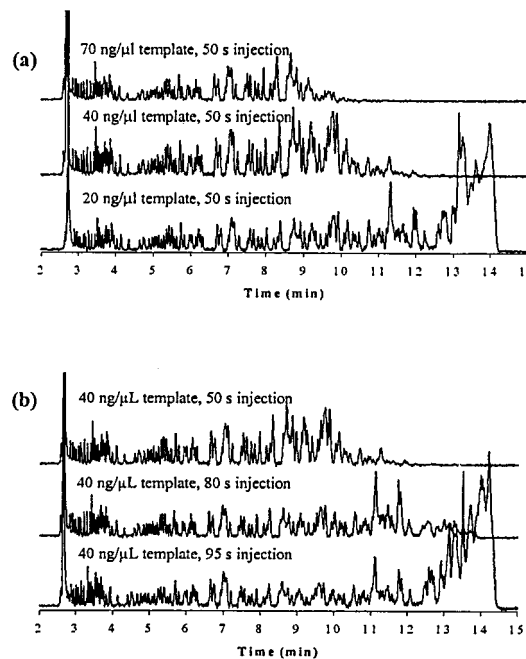 (a)
70 ng/μl template, 50 s injection
40 ng/μl template, 50 s injection
20 ng/μl template, 50 s injection
2 3 4 5 6 7 8 9 10 11 12 13 14 15
Time (min)
(b)
40 ng/μL template, 50 s injection
40 ng/μL template, 80 s injection
40 ng/μL template, 95 s injection
2 3 4 5 6 7 8 9 10 11 12 13 14 15
Time (min)